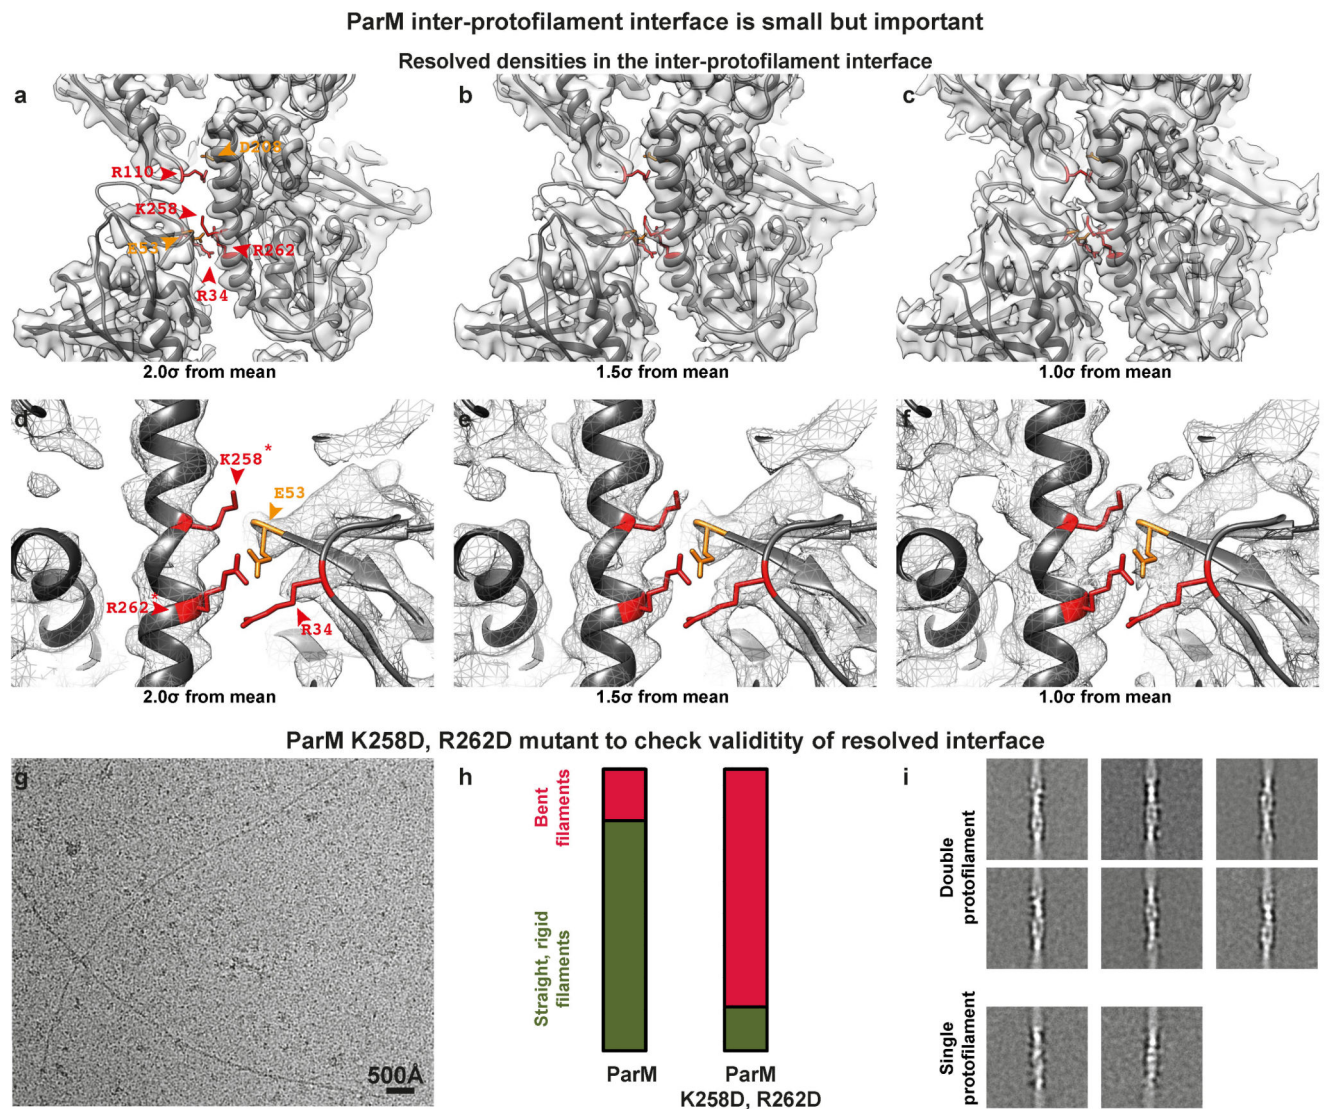 ParM inter-protofilament interface is small but important
Resolved densities in the inter-protofilament interface
a
b
c
D298
R110
K258
E53
R262
R34
2.0σ from mean
1.5σ from mean
1.0σ from mean
d
e
f
K258*
E53
R262*
R34
2.0σ from mean
1.5σ from mean
1.0σ from mean
ParM K258D, R262D mutant to check validitity of resolved interface
g
h
i
500Å
Bent
filaments
Straight, rigid
filaments
ParM
ParM
K258D, R262D
Double
protofilament
Single
protofilament